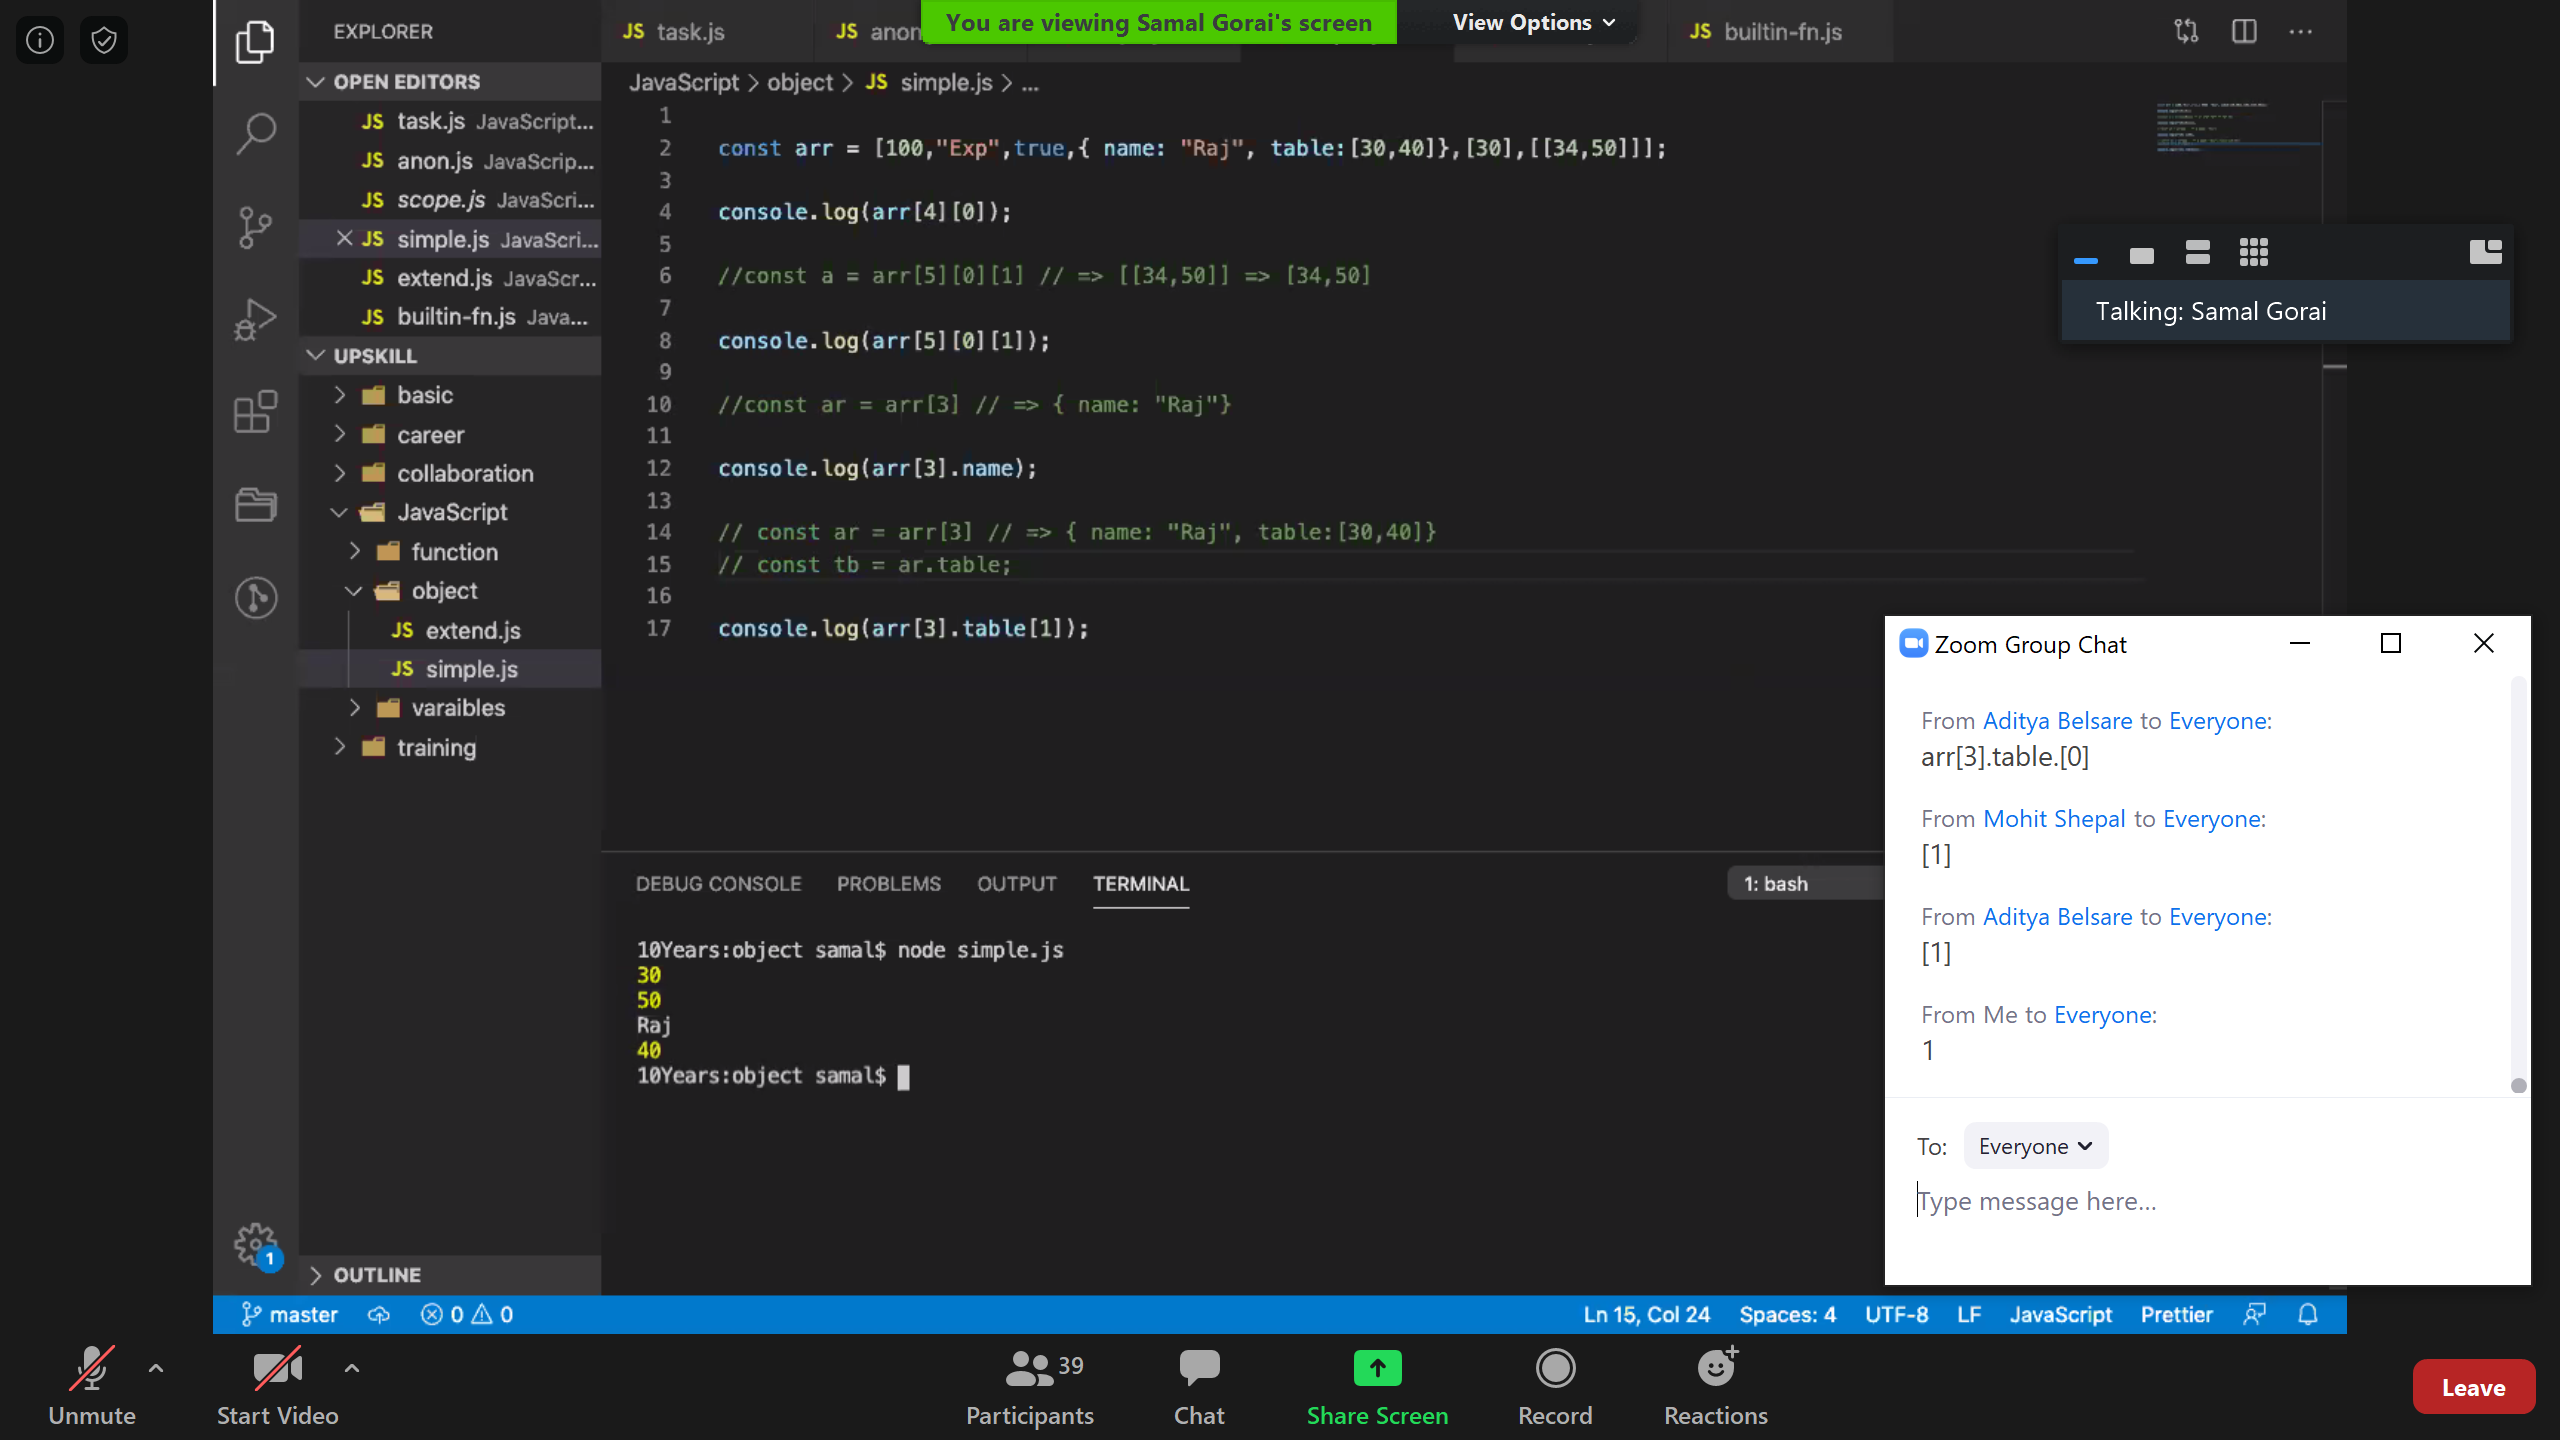 You are viewing Samal Gorai's screen
View Options
EXPLORER
JS task.js
JS anon
JS builtin-fn.js
...
OPEN EDITORS
JS task.js JavaScript...
JS anon.js JavaScrip...
JS scope.js JavaScri...
JS simple.js JavaScri...
JS extend.js JavaScr...
JS builtin-fn.js Java...
UPSKILL
basic
career
collaboration
JavaScript
function
object
JS extend.js
JS simple.js
varaibles
training
OUTLINE
JavaScript > object > JS simple.js > ...
1
2 const arr = [100,"Exp",true,{ name: "Raj", table:[30,40]},[30],[[34,50]]];
3
4 console.log(arr[4][0]);
5
6 //const a = arr[5][0][1] // => [[34,50]] => [34,50]
7
8 console.log(arr[5][0][1]);
9
10 //const ar = arr[3] // => { name: "Raj"}
11
12 console.log(arr[3].name);
13
14 // const ar = arr[3] // => { name: "Raj", table:[30,40]}
15 // const tb = ar.table;
16
17 console.log(arr[3].table[1]);
Talking: Samal Gorai
DEBUG CONSOLE PROBLEMS OUTPUT TERMINAL
1: bash
10Years:object samal$ node simple.js
30
50
Raj
40
10Years:object samal$
Zoom Group Chat
From Aditya Belsare to Everyone:
arr[3].table.[0]
From Mohit Shepal to Everyone:
[1]
From Aditya Belsare to Everyone:
[1]
From Me to Everyone:
1
To: Everyone
Type message here...
1
master 0 0
Ln 15, Col 24 Spaces: 4 UTF-8 LF JavaScript Prettier
Unmute
Start Video
39
Participants
Chat
Share Screen
Record
Reactions
Leave